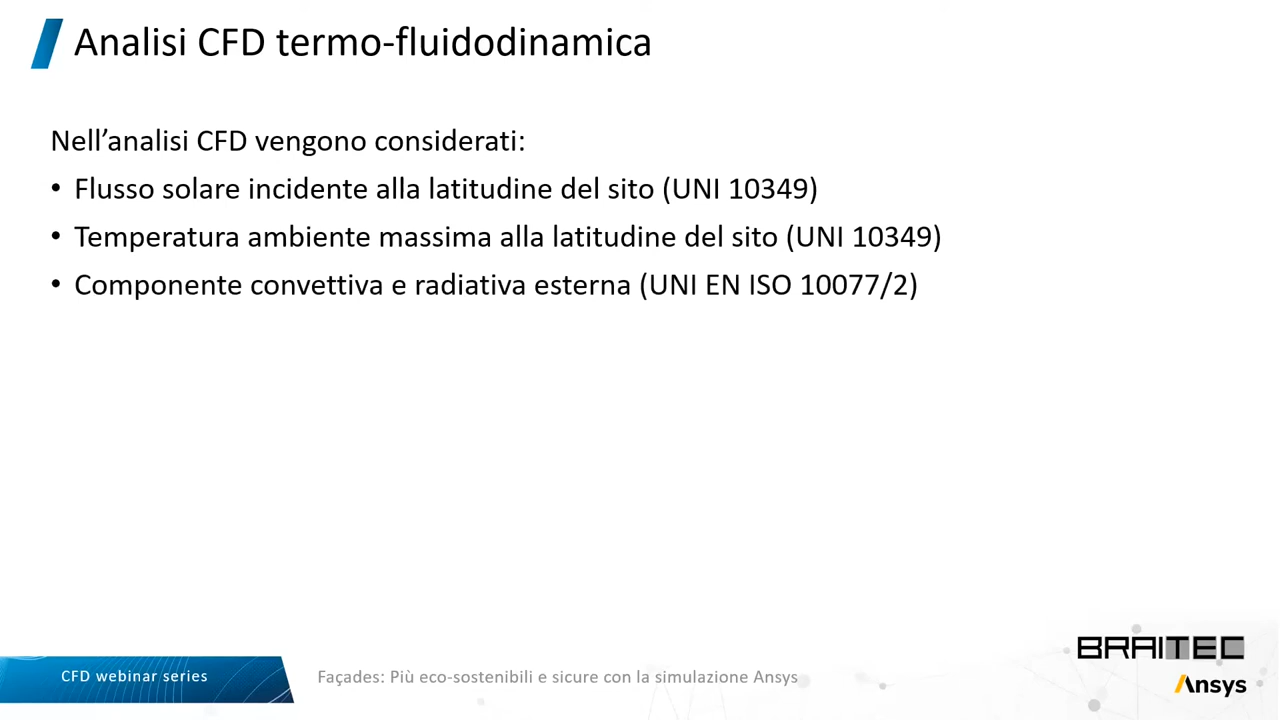 Analisi CFD termo-fluidodinamica
Nell’analisi CFD vengono considerati:
• Flusso solare incidente alla latitudine del sito (UNI 10349)
• Temperatura ambiente massima alla latitudine del sito (UNI 10349)
• Componente convettiva e radiativa esterna (UNI EN ISO 10077/2)
BRAITEC
CFD webinar series
Façades: Più eco-sostenibili e sicure con la simulazione Ansys
Ansys